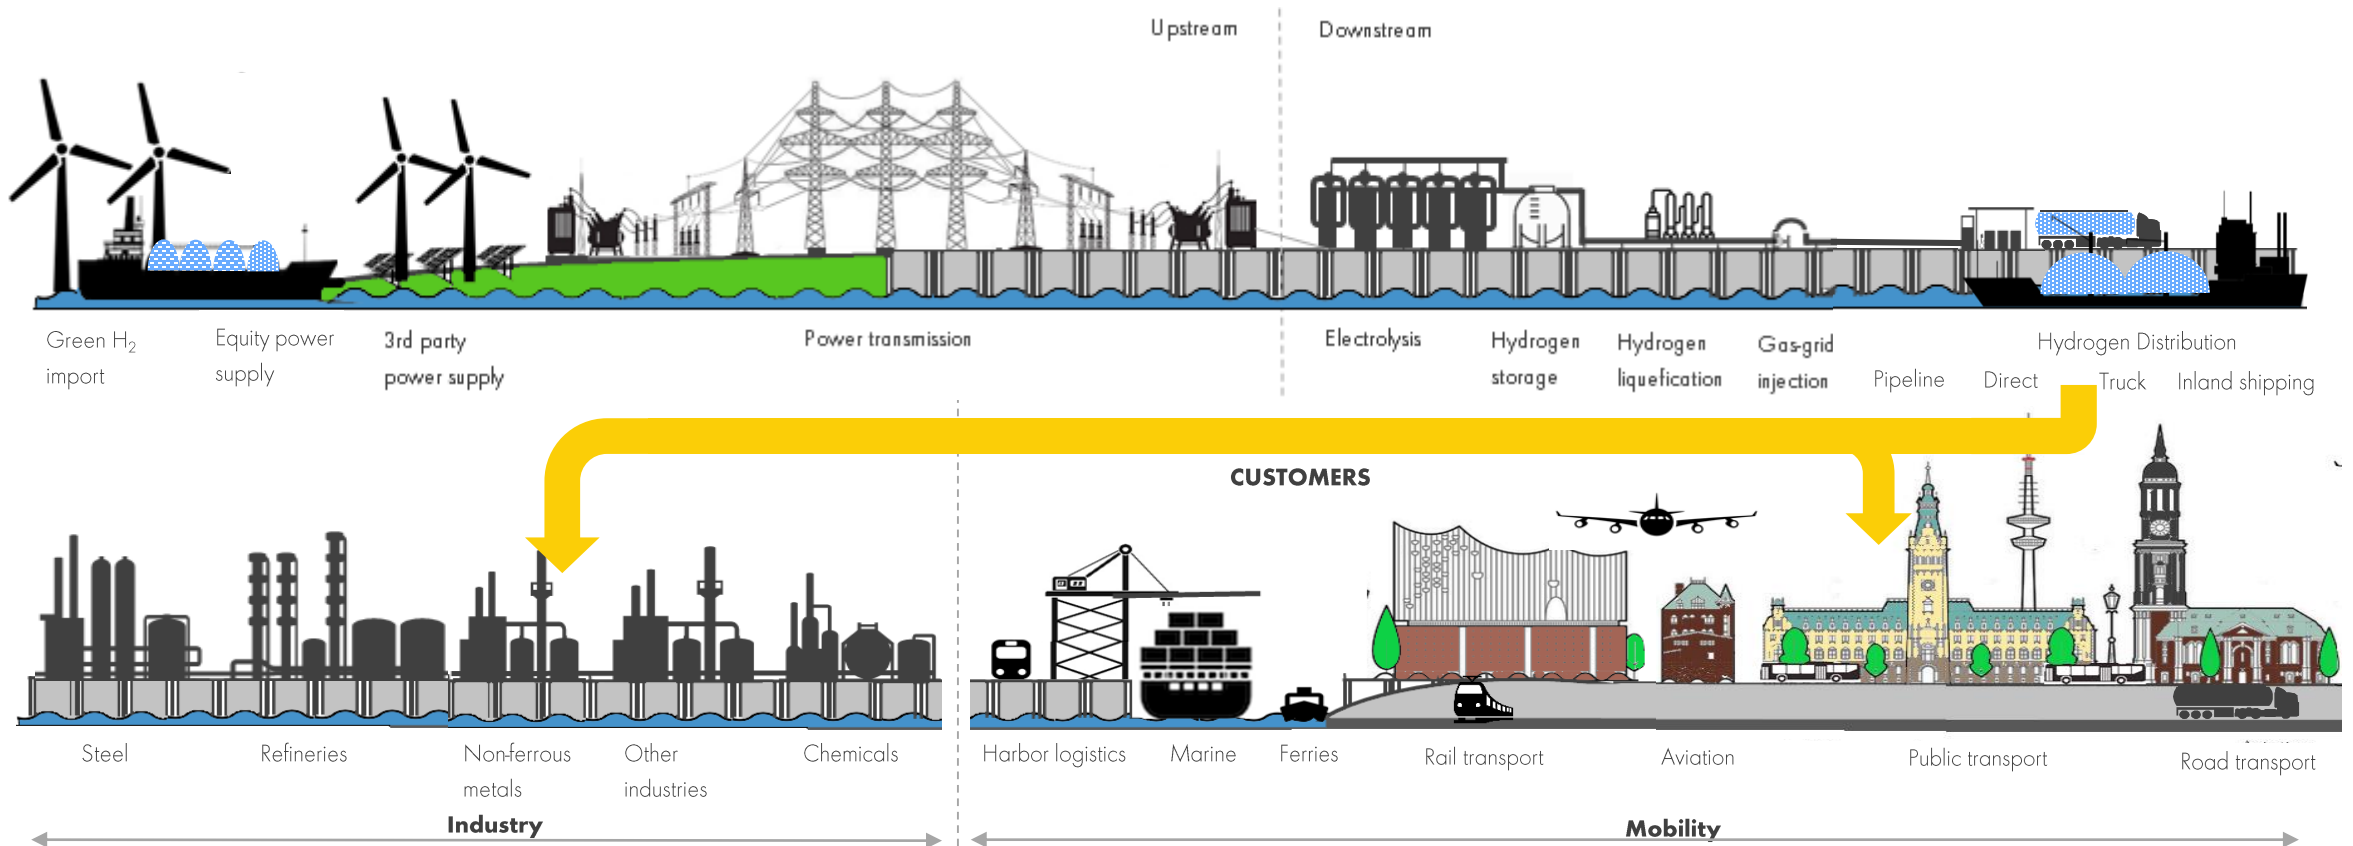 Upstream
Downstream
Green H₂
import
Equity power
supply
3rd party
power supply
Power transmission
Electrolysis
Hydrogen
storage
Hydrogen
liquefication
Gas-grid
injection
Hydrogen Distribution
Pipeline
Direct
Truck
Inland shipping
CUSTOMERS
Steel
Refineries
Non-ferrous
metals
Other
industries
Chemicals
Harbor logistics
Marine
Ferries
Rail transport
Aviation
Public transport
Road transport
Industry
Mobility